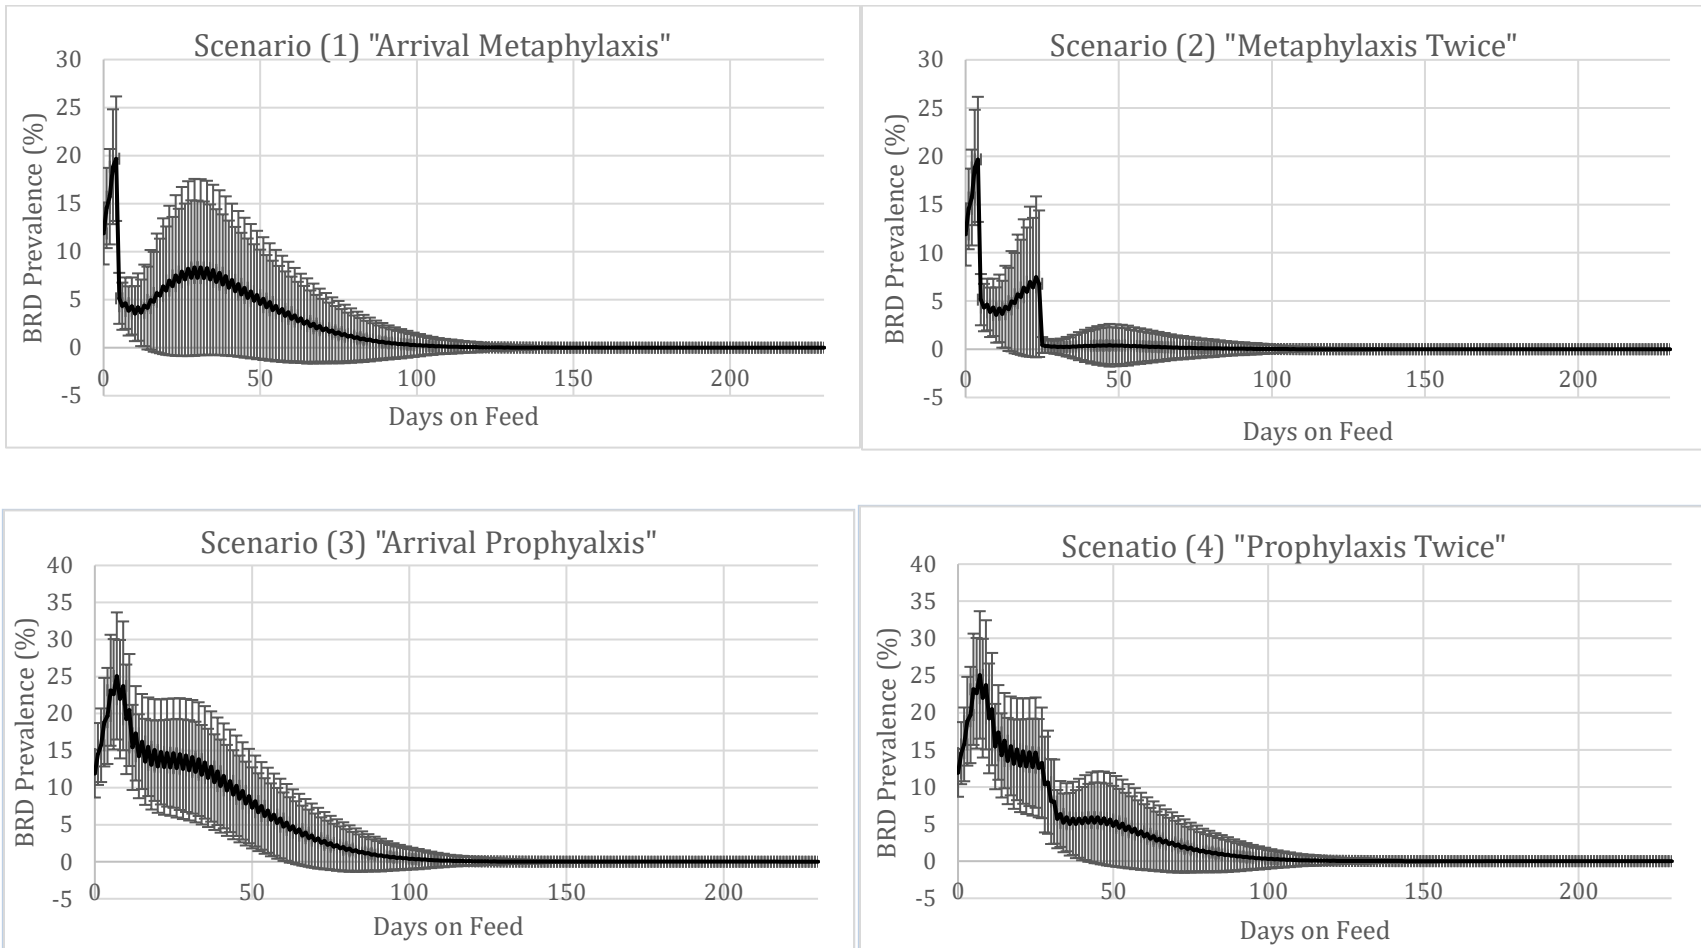 Scenario (1) "Arrival Metaphylaxis"
30
25
20
15
10
5
0
-5
BRD Prevalence (%)
0 50 100 150 200
Days on Feed
Scenario (2) "Metaphylaxis Twice"
30
25
20
15
10
5
0
-5
BRD Prevalence (%)
0 50 100 150 200
Days on Feed
Scenario (3) "Arrival Prophyalxis"
40
35
30
25
20
15
10
5
0
-5
BRD Prevalence (%)
0 50 100 150 200
Days on Feed
Scenatio (4) "Prophylaxis Twice"
40
35
30
25
20
15
10
5
0
-5
BRD Prevalence (%)
0 50 100 150 200
Days on Feed